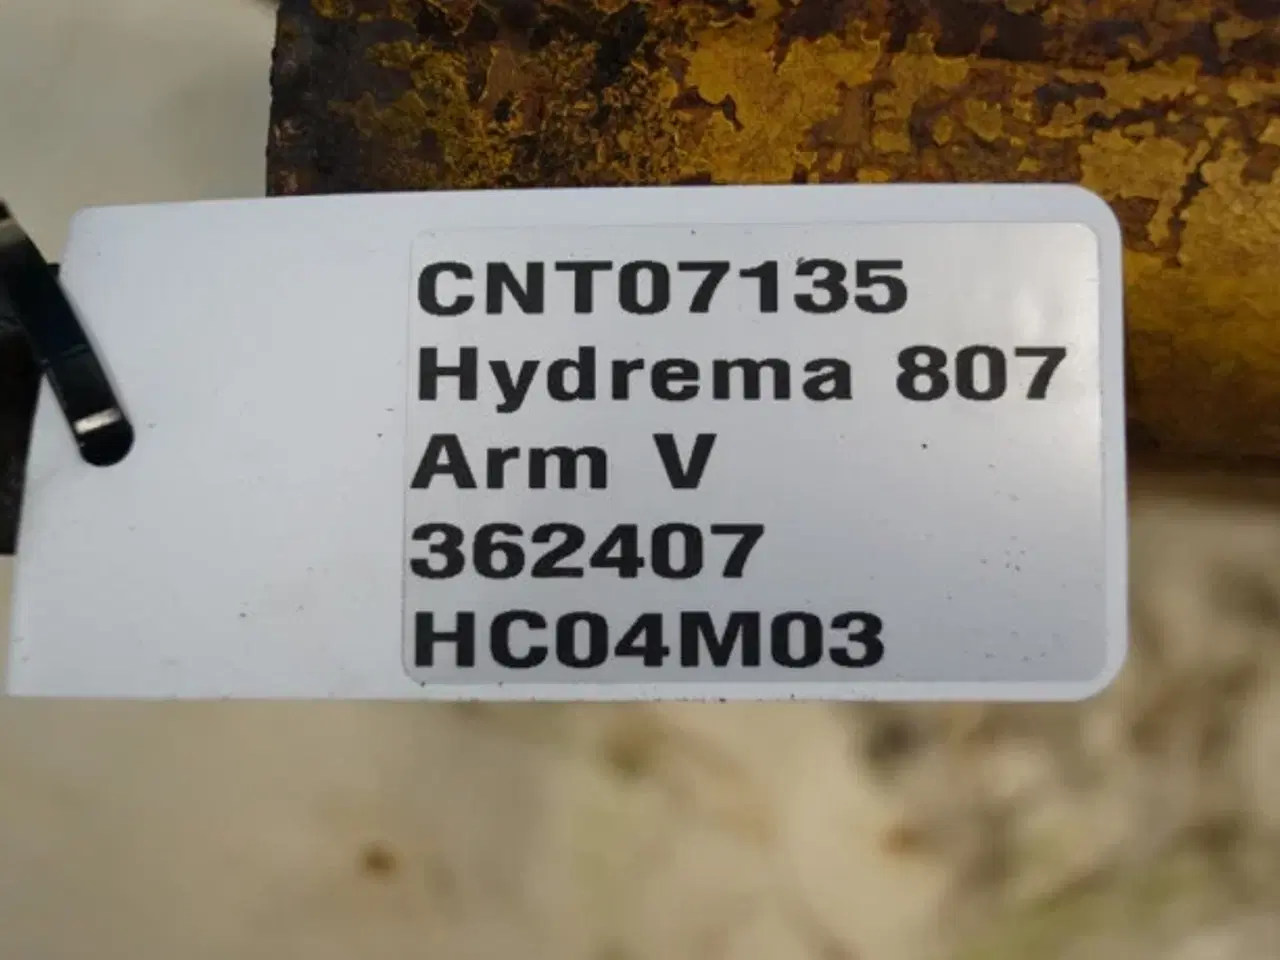 CNT07135
Hydrema 807
Arm V
362407
HC04M03